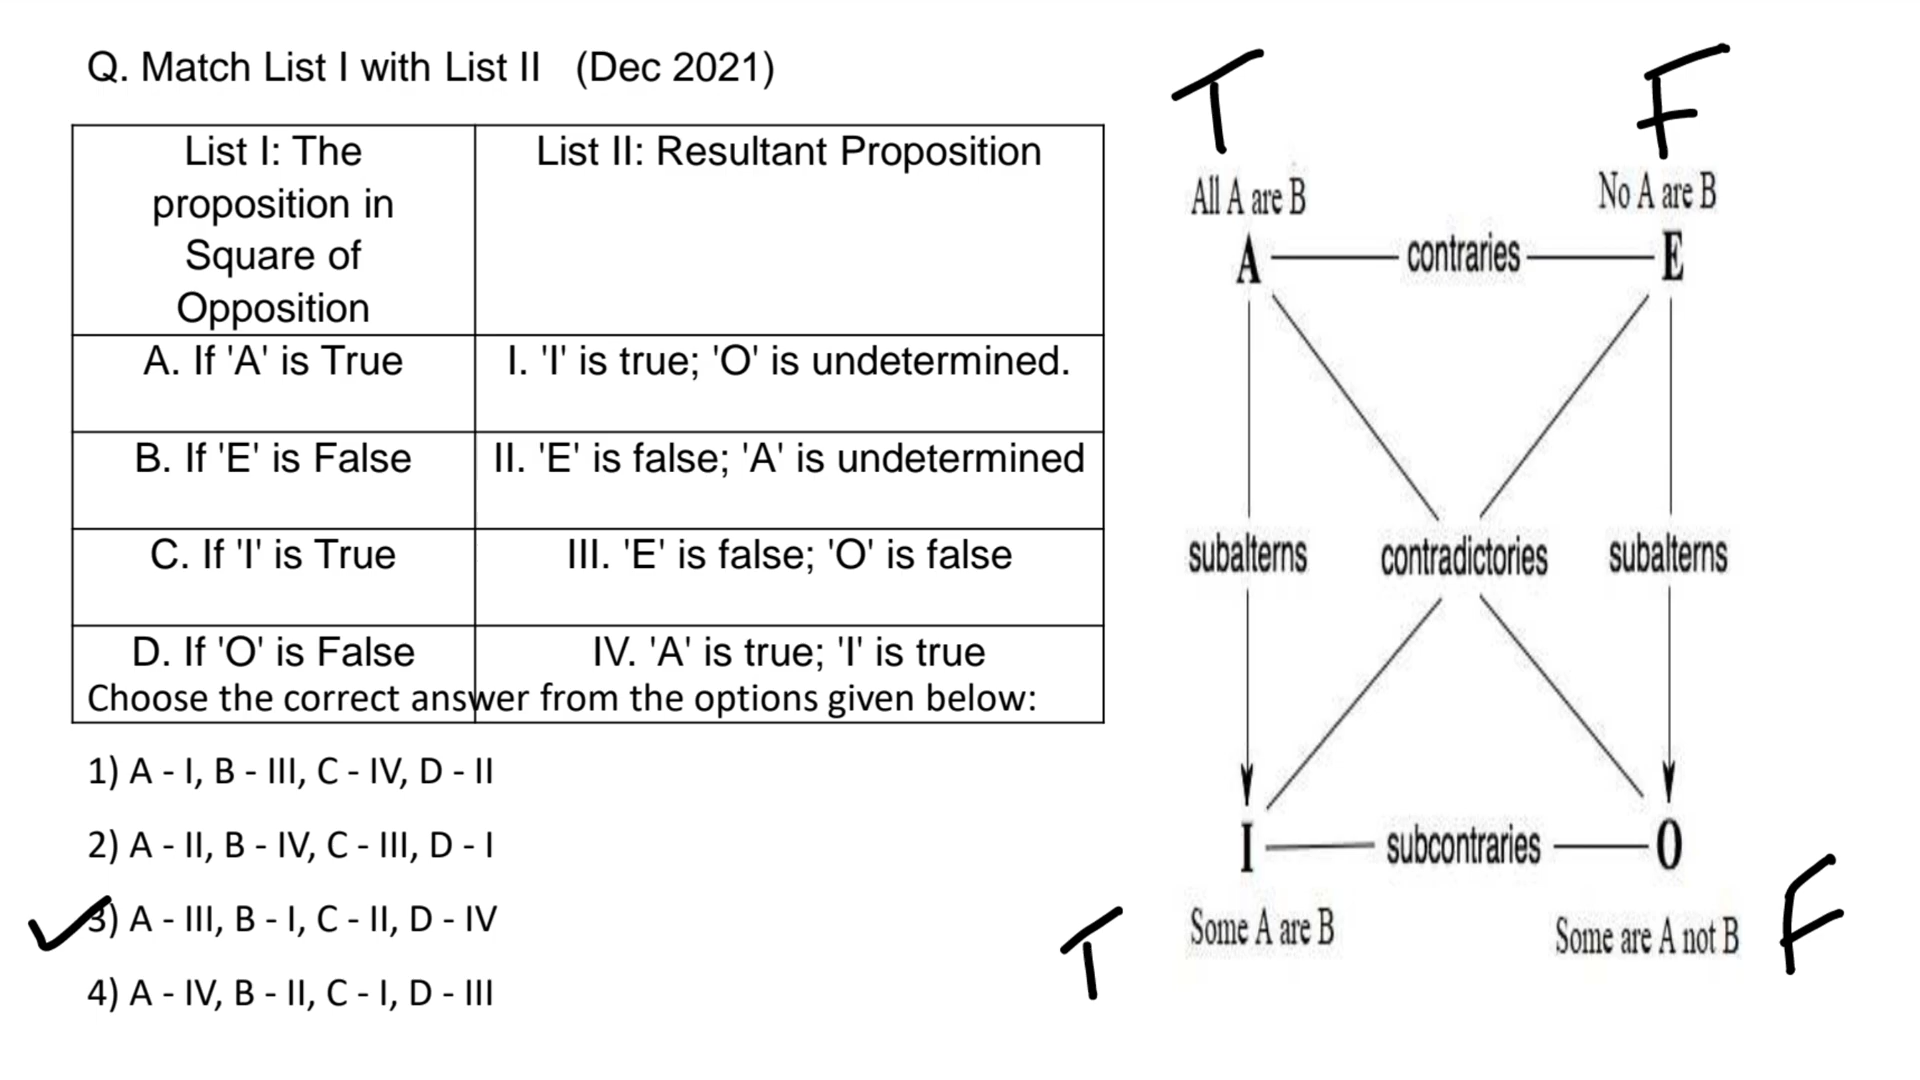 Q. Match List I with List II (Dec 2021)
List I: The
proposition in
Square of
Opposition
List II: Resultant Proposition
A. If 'A' is True
I. 'I' is true; 'O' is undetermined.
B. If 'E' is False
II. 'E' is false; 'A' is undetermined
C. If 'I' is True
III. 'E' is false; 'O' is false
D. If 'O' is False
IV. 'A' is true; 'I' is true
Choose the correct answer from the options given below:
1) A - I, B - III, C - IV, D - II
2) A - II, B - IV, C - III, D - I
3) A - III, B - I, C - II, D - IV
4) A - IV, B - II, C - I, D - III
T
F
All A are B
No A are B
A
contraries
E
subalterns
contradictories
subalterns
I
subcontraries
O
Some A are B
Some are A not B
T
F